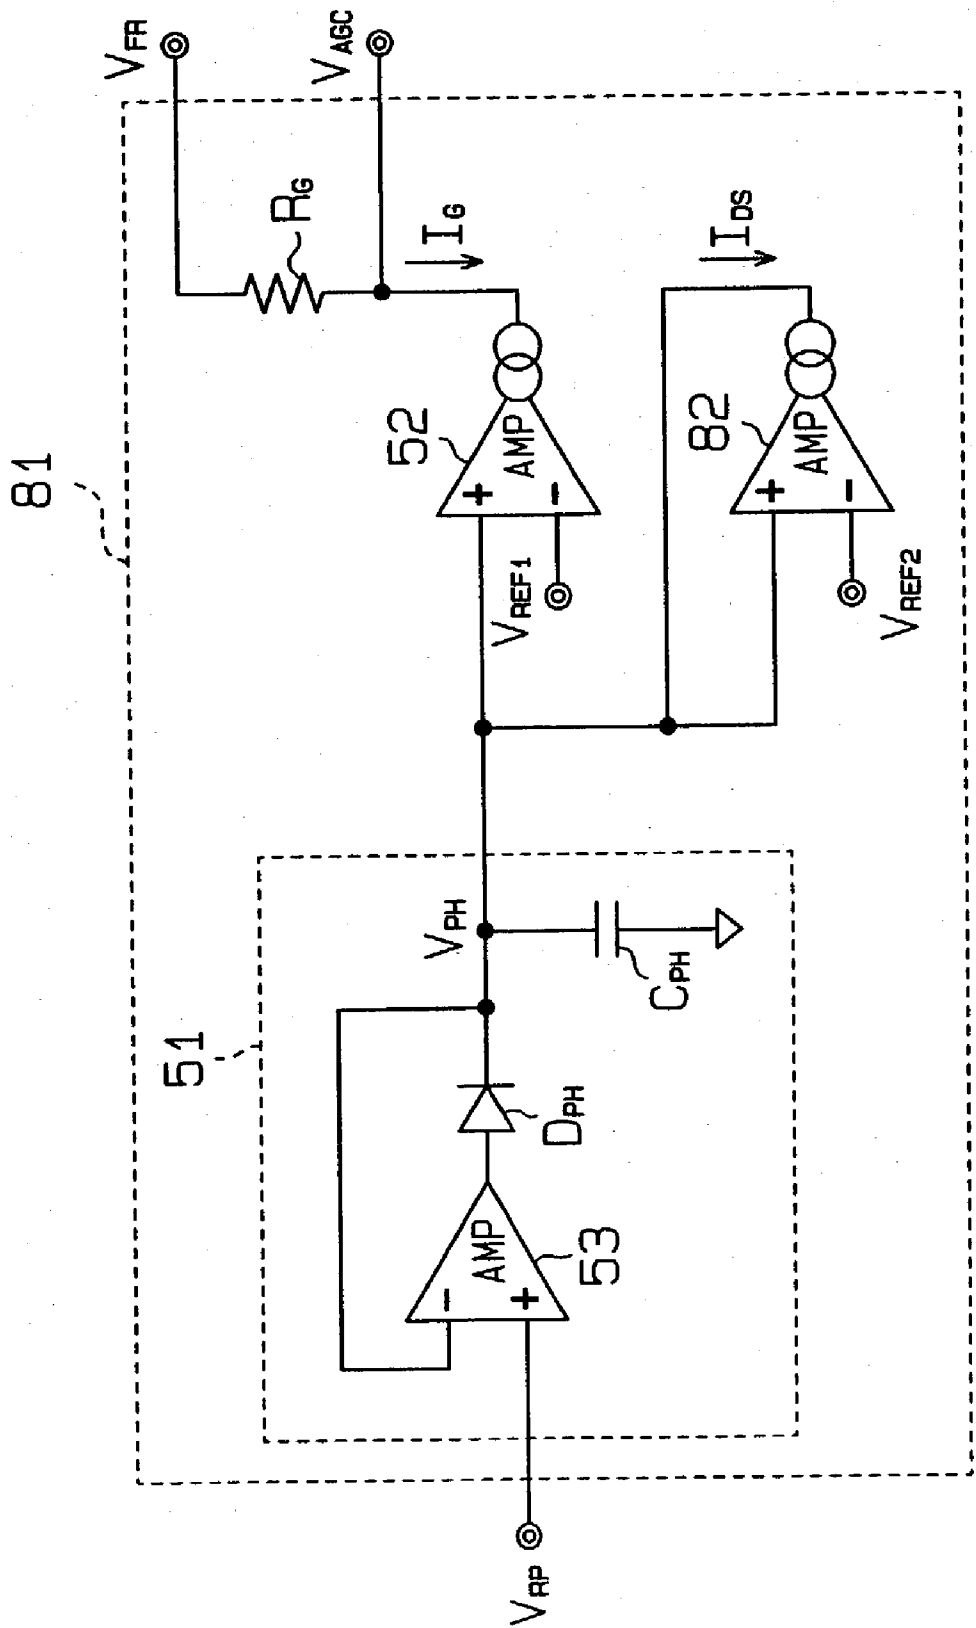 81
V_FR
R_G
V_AGC
I_G
52
AMP
+
−
V_REF1
I_DS
82
AMP
+
−
V_REF2
51
V_PH
C_PH
D_PH
AMP
−
+
53
V_RP